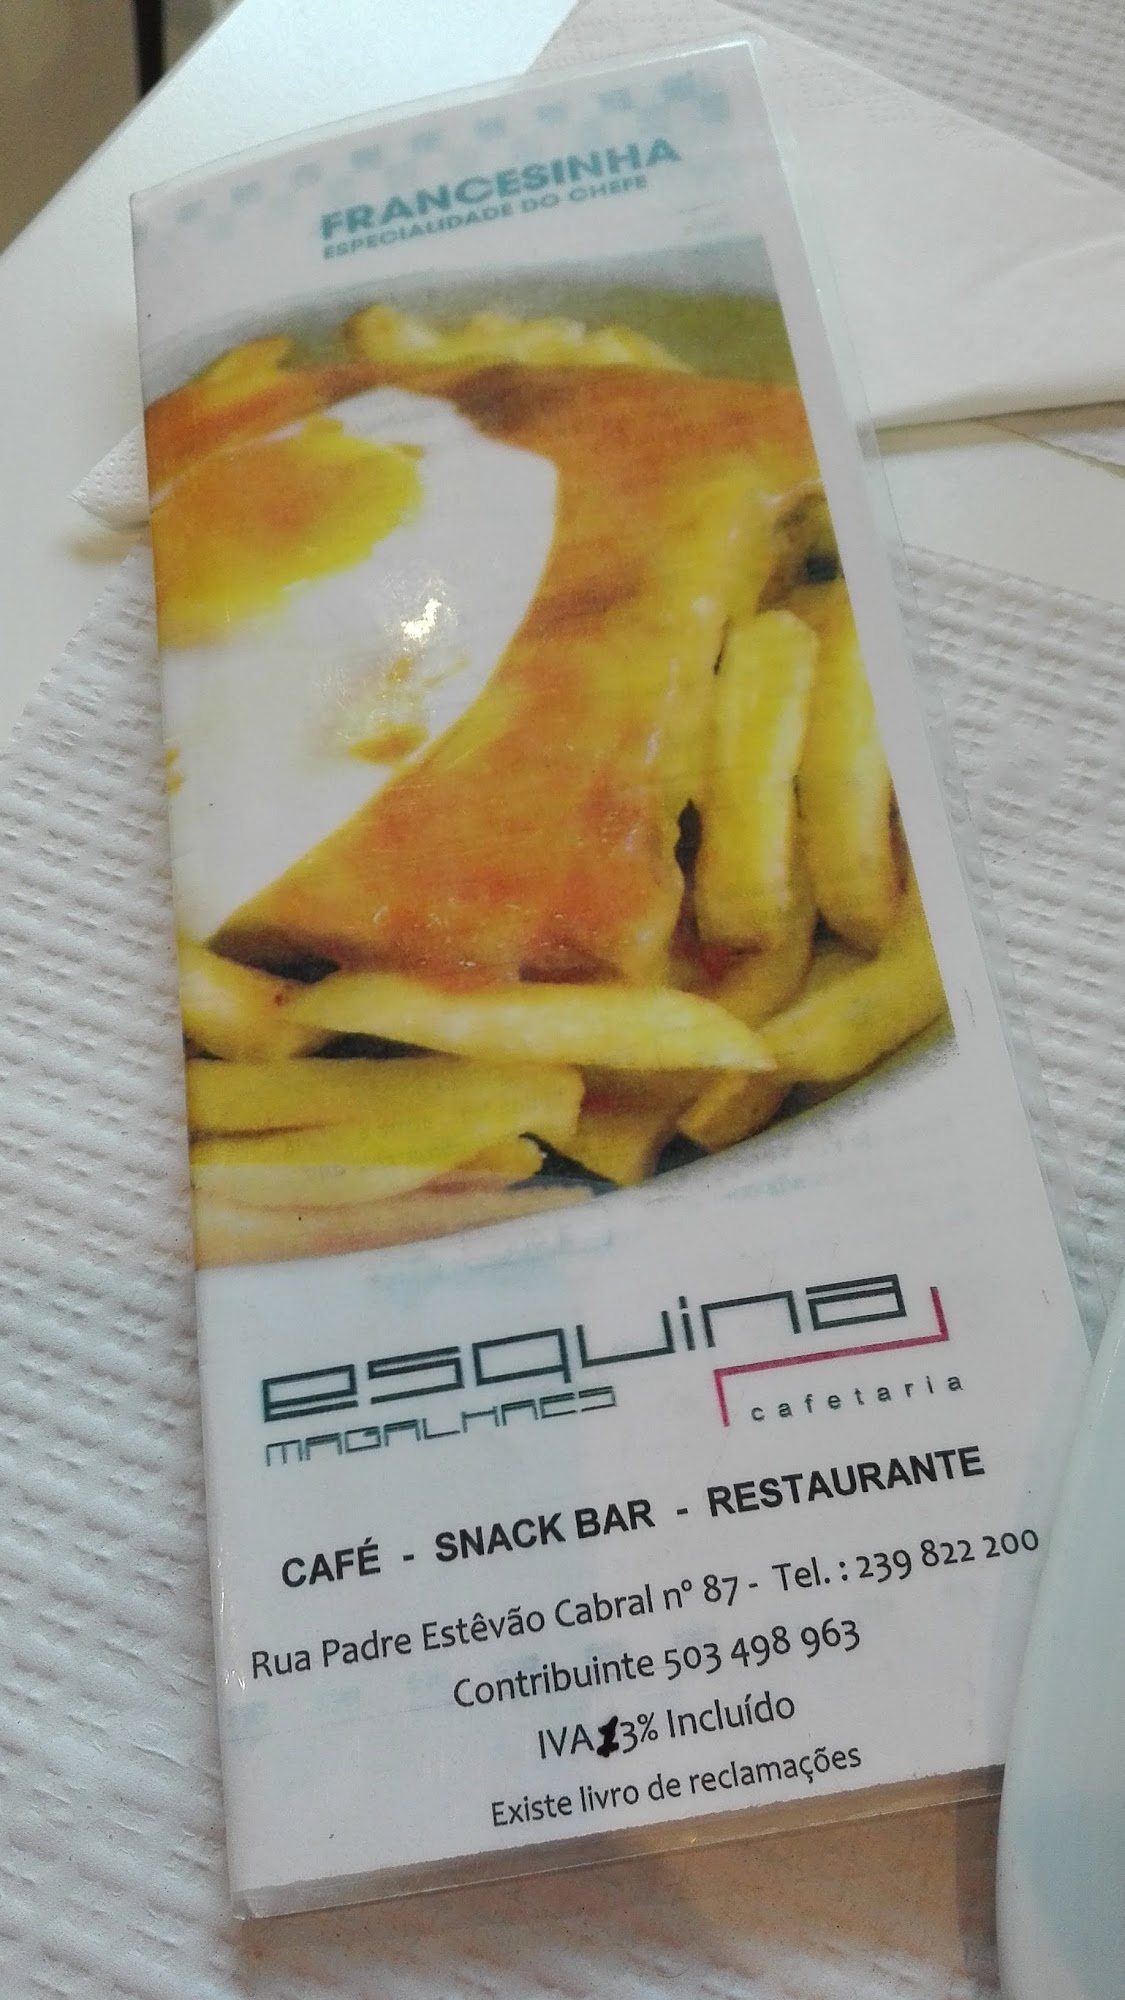 FRANCESINHA
ESPECIALIDADE DO CHEFE
esquina
MAGALHAES
cafetaria
CAFÉ - SNACK BAR - RESTAURANTE
Rua Padre Estêvão Cabral nº 87 - Tel. : 239 822 200
Contribuinte 503 498 963
IVA 13% Incluído
Existe livro de reclamações